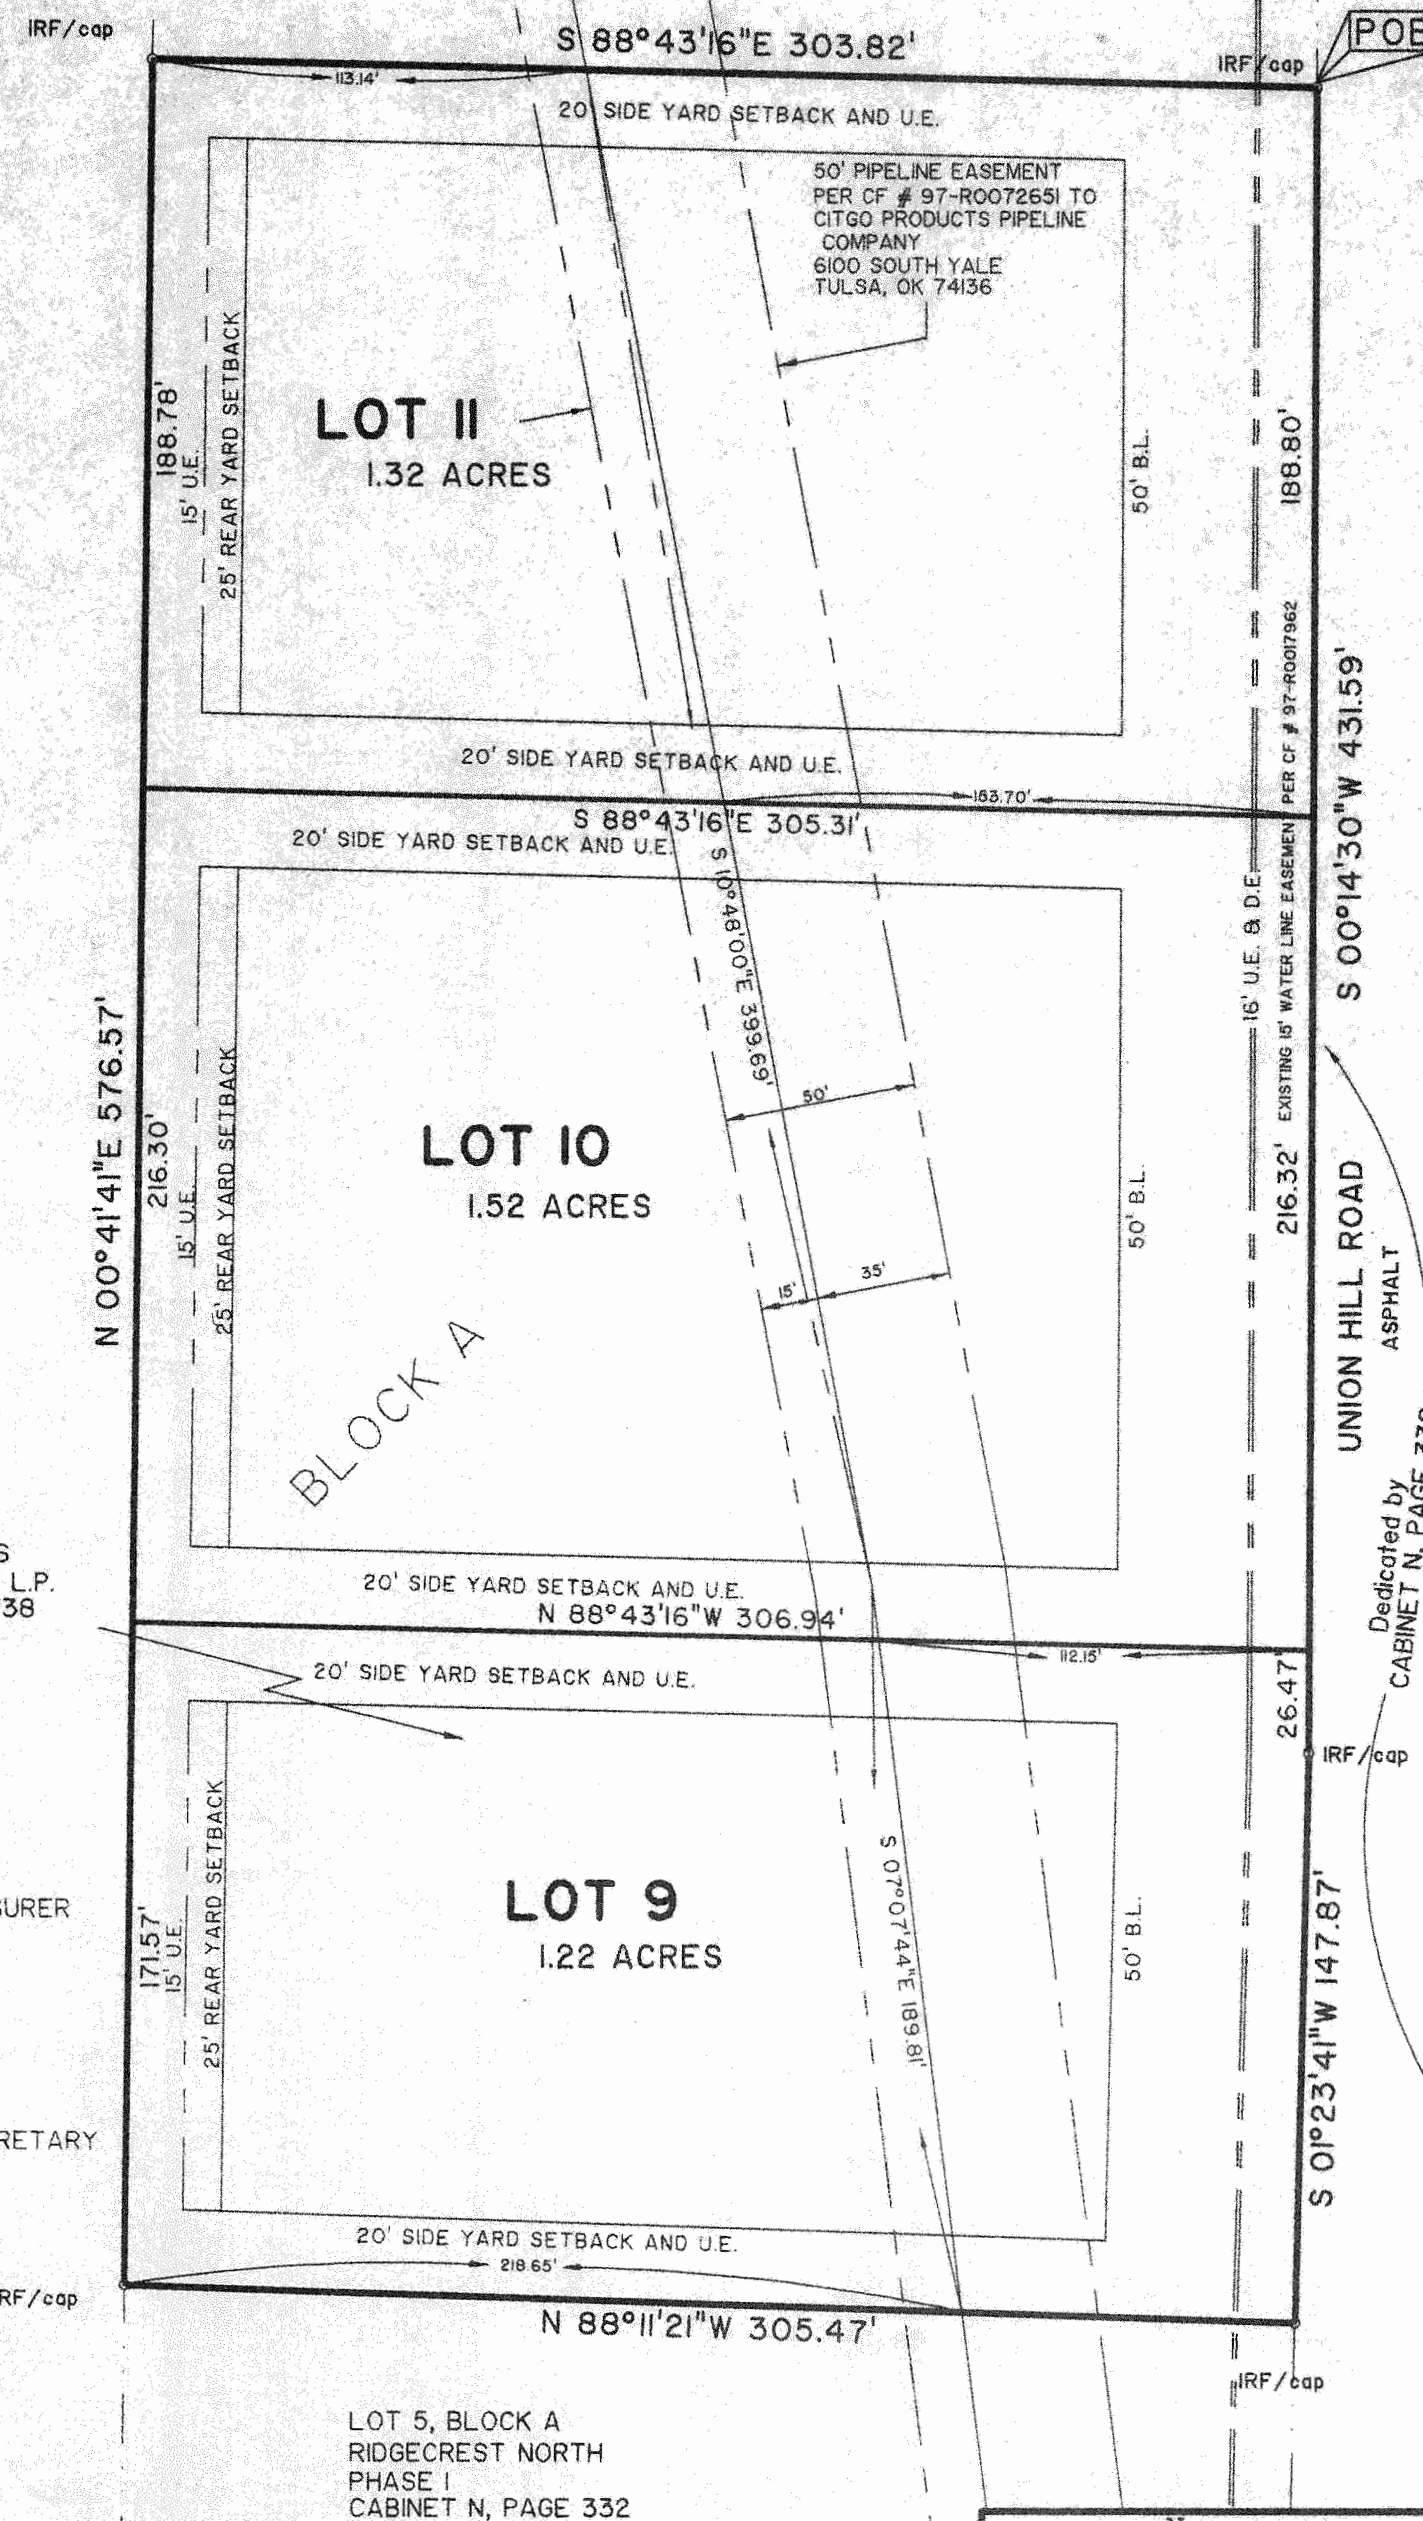 IRF/cap
S 88°43'16"E 303.82'
IRF/cap
113.14'
20' SIDE YARD SETBACK AND U.E.
50' PIPELINE EASEMENT
PER CF # 97-R0072651 TO
CITGO PRODUCTS PIPELINE
COMPANY
6100 SOUTH YALE
TULSA, OK 74136
188.78'
15' U.E.
25' REAR YARD SETBACK
LOT 11
1.32 ACRES
50' B.L.
188.80'
20' SIDE YARD SETBACK AND U.E.
163.70'
S 88°43'16"E 305.31'
20' SIDE YARD SETBACK AND U.E.
S 10°48'00"E 399.69'
16' U.E. & D.E.
EXISTING 15' WATER LINE EASEMENT PER CF # 97-R0017962
S 00°14'30"W 431.59'
N 00°41'41"E 576.57'
216.30'
15' U.E.
25' REAR YARD SETBACK
LOT 10
1.52 ACRES
50'
15'
35'
50' B.L.
216.32'
UNION HILL ROAD
ASPHALT
BLOCK A
Dedicated by
CABINET N, PAGE
L.P.
38
20' SIDE YARD SETBACK AND U.E.
N 88°43'16"W 306.94'
112.15'
20' SIDE YARD SETBACK AND U.E.
26.47'
IRF/cap
SURER
171.57'
15' U.E.
25' REAR YARD SETBACK
LOT 9
1.22 ACRES
S 07°07'44"E 189.81'
50' B.L.
S 01°23'41"W 147.87'
RETARY
20' SIDE YARD SETBACK AND U.E.
218.65'
RF/cap
N 88°11'21"W 305.47'
IRF/cap
LOT 5, BLOCK A
RIDGECREST NORTH
PHASE 1
CABINET N, PAGE 332